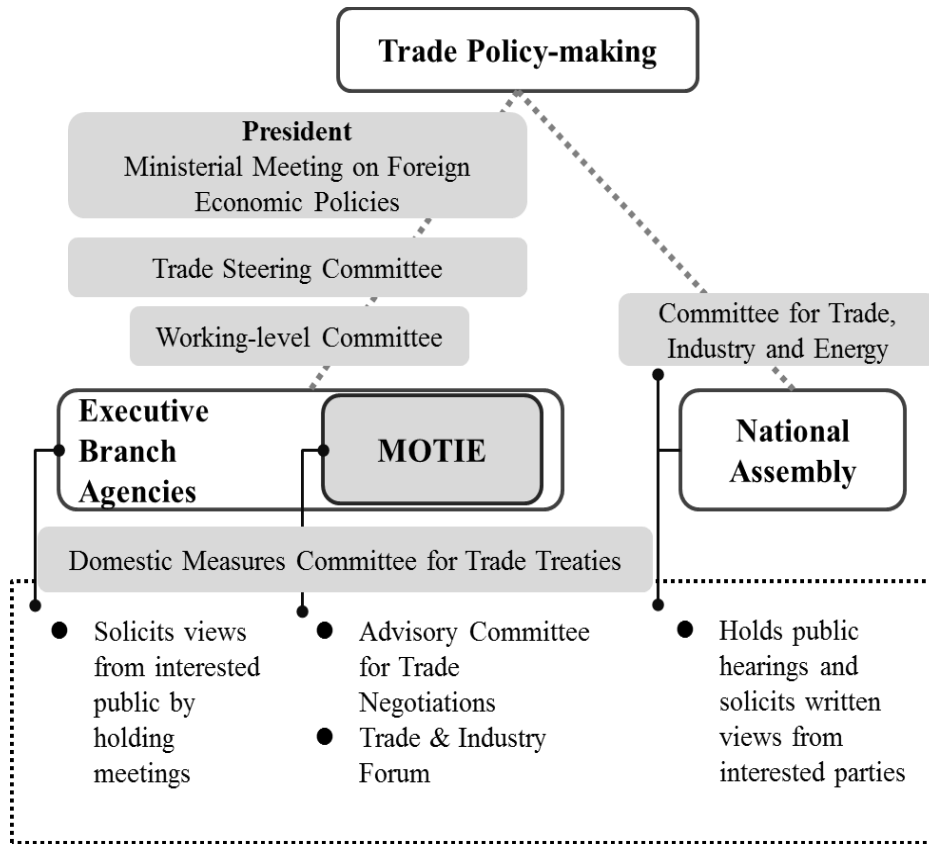 Trade Policy-making
President
Ministerial Meeting on Foreign
Economic Policies
Trade Steering Committee
Working-level Committee
Committee for Trade,
Industry and Energy
Executive
Branch
Agencies
MOTIE
National
Assembly
Domestic Measures Committee for Trade Treaties
● Solicits views
from interested
public by
holding
meetings
● Advisory Committee
for Trade
Negotiations
● Trade & Industry
Forum
● Holds public
hearings and
solicits written
views from
interested parties